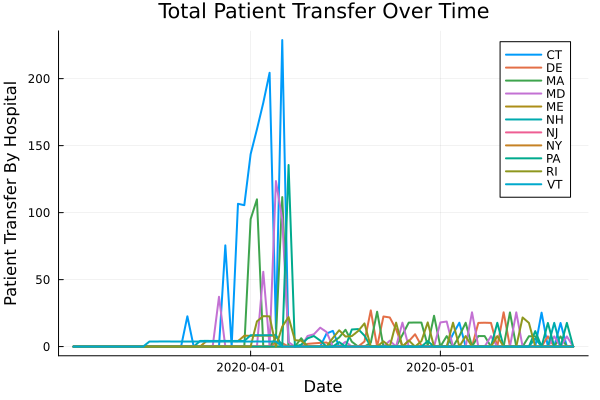 Total Patient Transfer Over Time
Patient Transfer By Hospital
200
150
100
50
0
2020-04-01
2020-05-01
Date
CT
DE
MA
MD
ME
NH
NJ
NY
PA
RI
VT